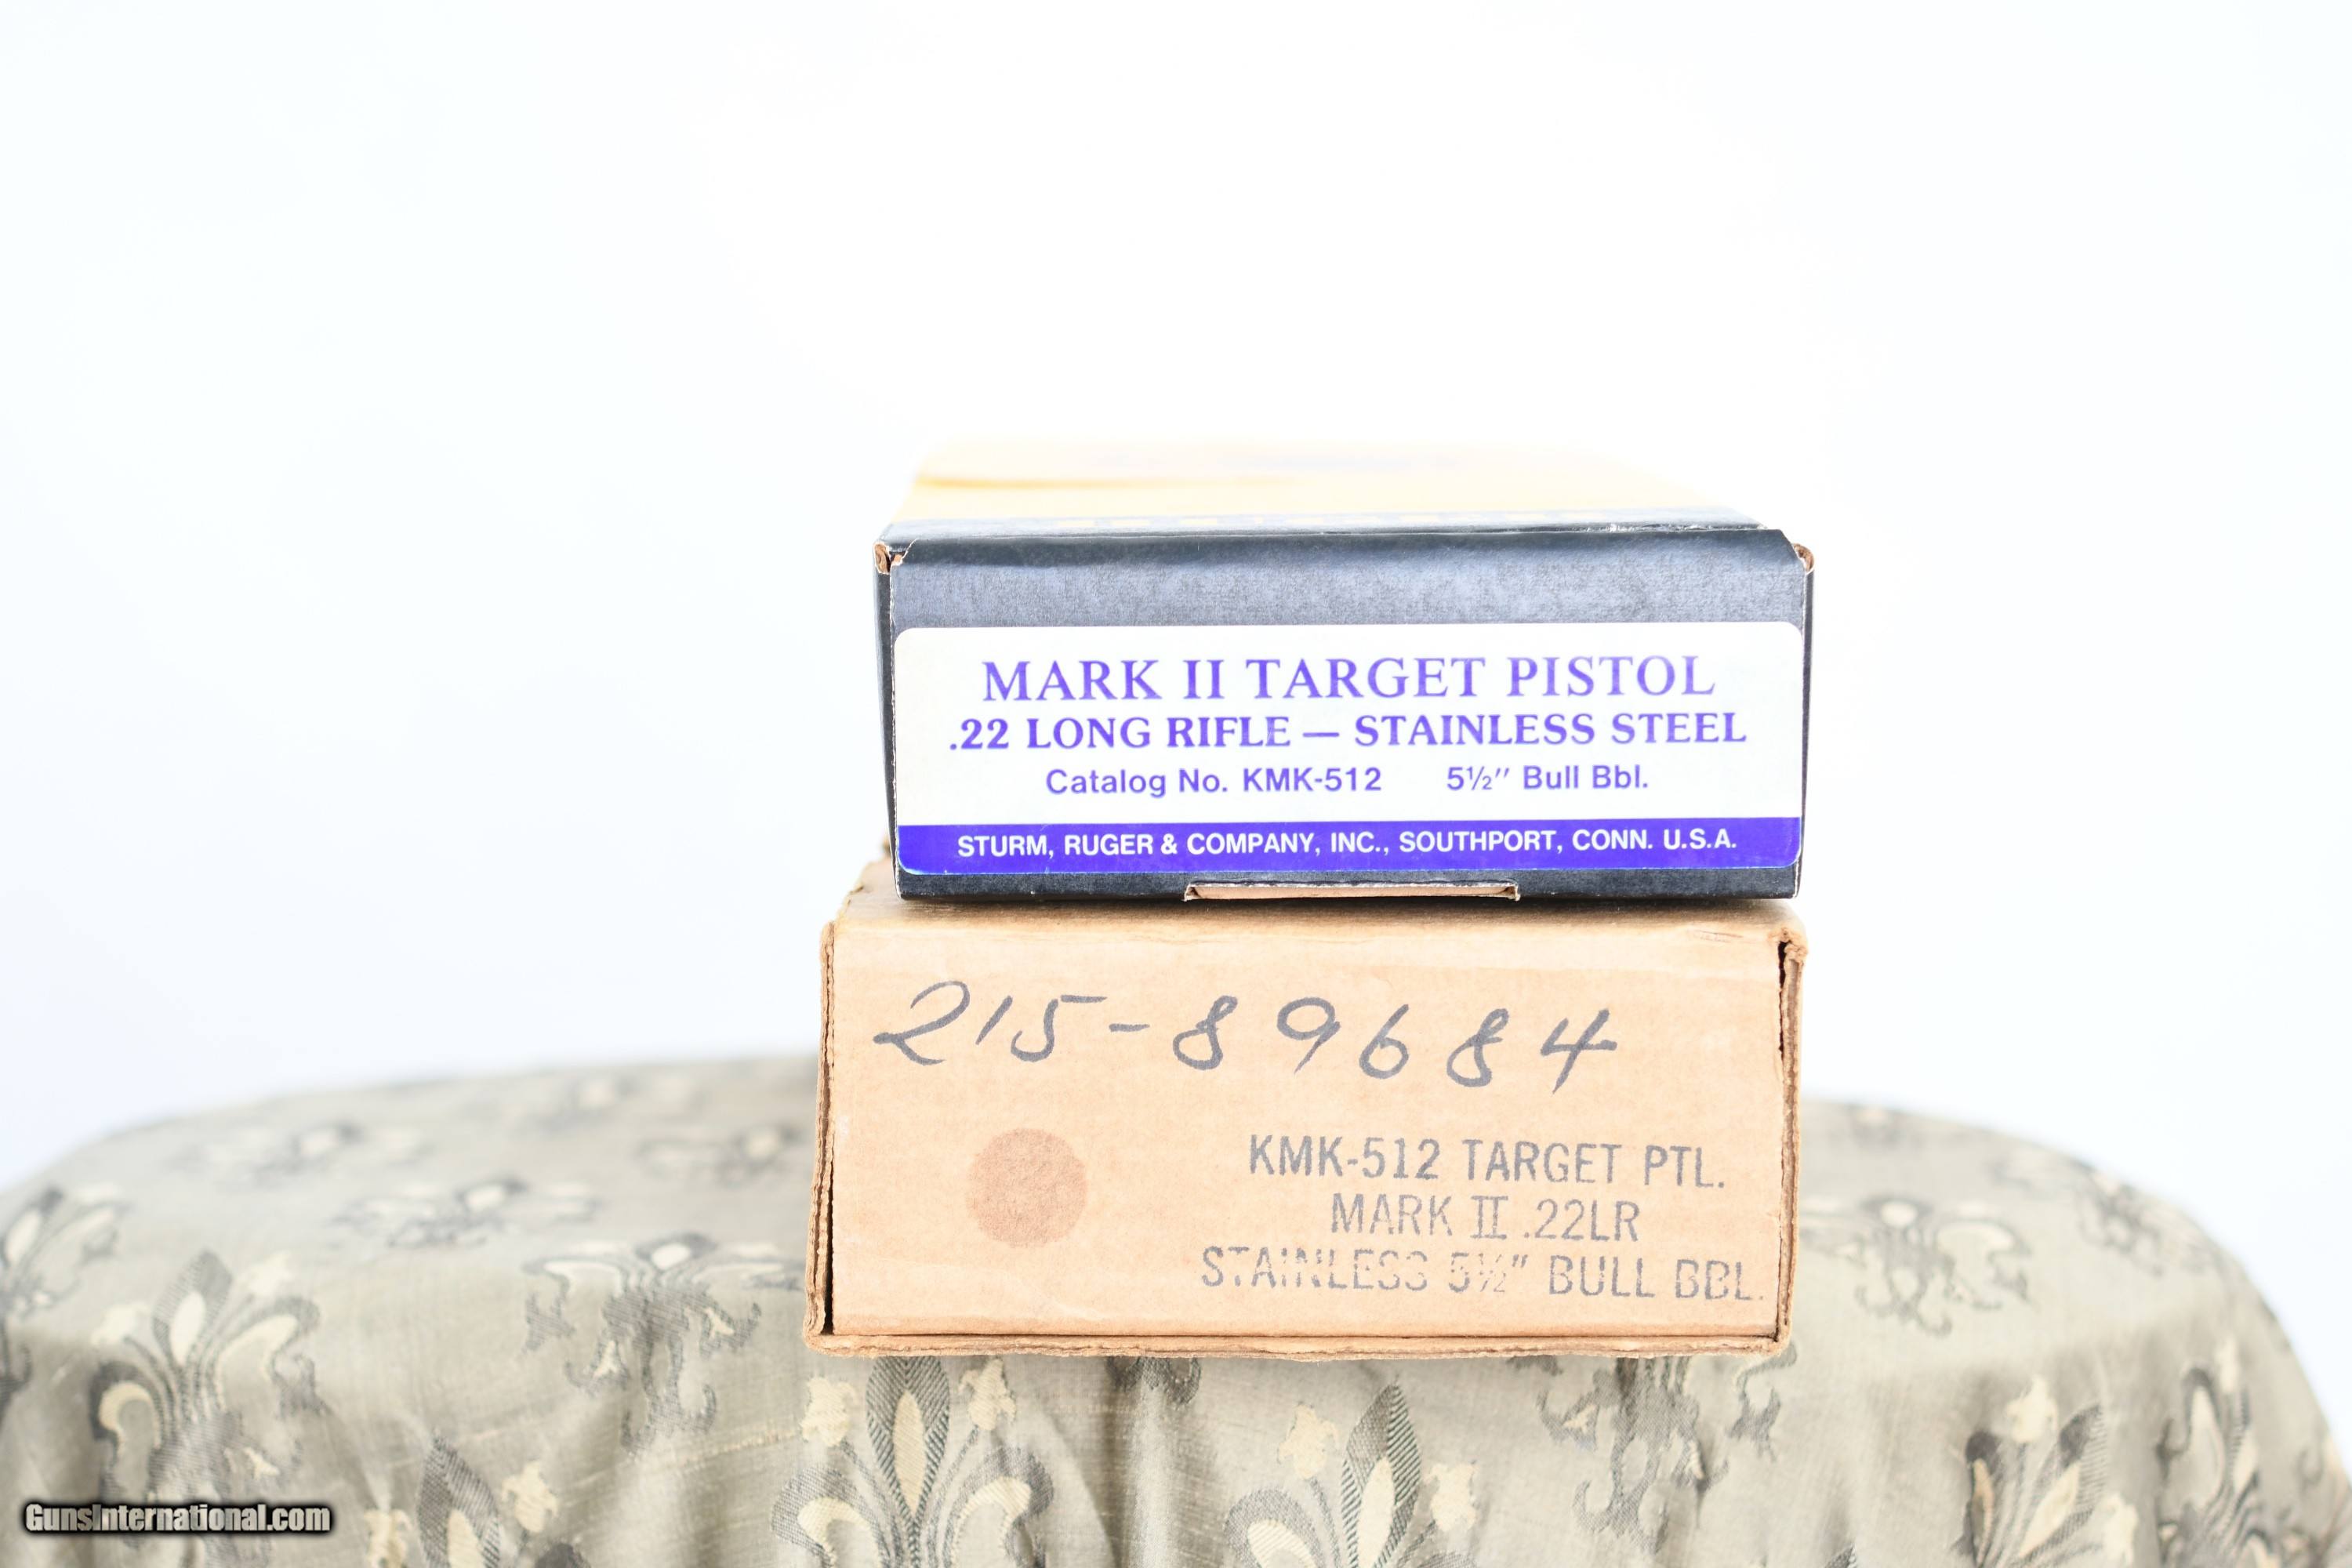 MARK II TARGET PISTOL
.22 LONG RIFLE — STAINLESS STEEL
Catalog No. KMK-512 5½" Bull Bbl.
STURM, RUGER & COMPANY, INC., SOUTHPORT, CONN. U.S.A.
215-89684
KMK-512 TARGET PTL.
MARK II .22LR
STAINLESS 5½" BULL BBL.
GunsInternational.com